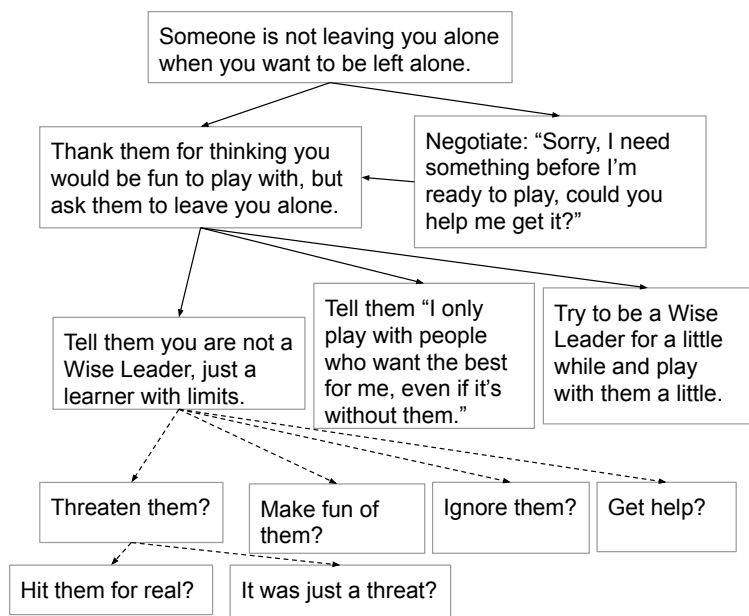 Someone is not leaving you alone
when you want to be left alone.
Thank them for thinking you
would be fun to play with, but
ask them to leave you alone.
Negotiate: “Sorry, I need
something before I’m
ready to play, could you
help me get it?”
Tell them you are not a
Wise Leader, just a
learner with limits.
Tell them “I only
play with people
who want the best
for me, even if it’s
without them.”
Try to be a Wise
Leader for a little
while and play
with them a little.
Threaten them?
Make fun of
them?
Ignore them?
Get help?
Hit them for real?
It was just a threat?